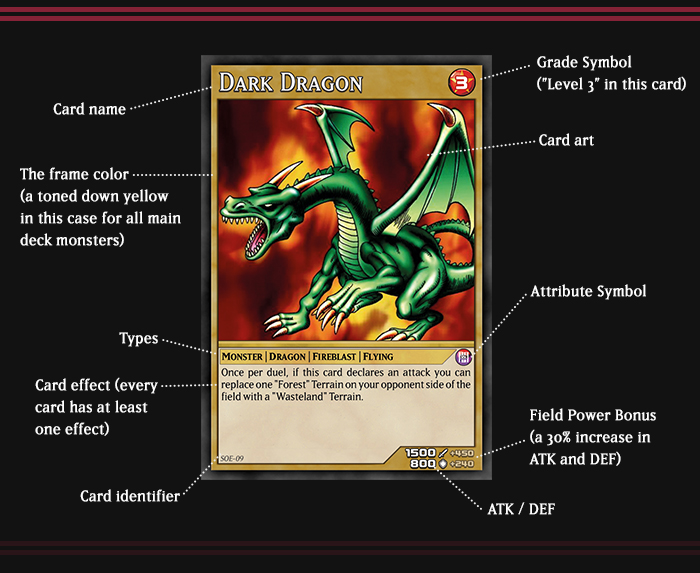 DARK DRAGON
3
Grade Symbol
("Level 3" in this card)
Card name
Card art
The frame color
(a toned down yellow
in this case for all main
deck monsters)
Attribute Symbol
Types
MONSTER | DRAGON | FIREBLAST | FLYING
Once per duel, if this card declares an attack you can
replace one "Forest" Terrain on your opponent side of the
field with a "Wasteland" Terrain.
Card effect (every
card has at least
one effect)
Field Power Bonus
(a 30% increase in
ATK and DEF)
1500 / +450
800 +240
SOE-09
Card identifier
ATK / DEF